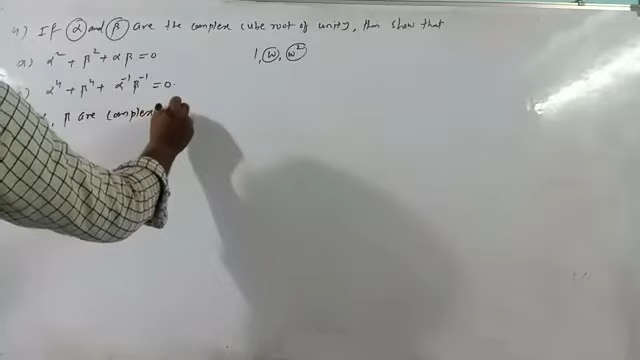 4) If α and β are the complex cube root of unity, then show that
a) α² + β² + αβ = 0
1, ω, ω²
) α⁴ + β⁴ + α⁻¹β⁻¹ = 0.
, β are complex